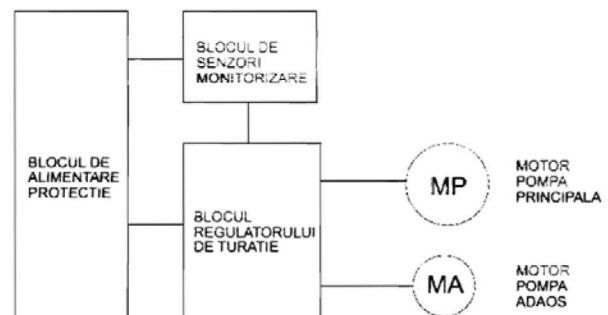 BLOCUL DE
SENZORI
MONITORIZARE
BLOCUL DE
ALIMENTARE
PROTECTIE
BLOCUL
REGULATORULUI
DE TURATIE
MP
MOTOR
POMPA
PRINCIPALA
MA
MOTOR
POMPA
ADAOS